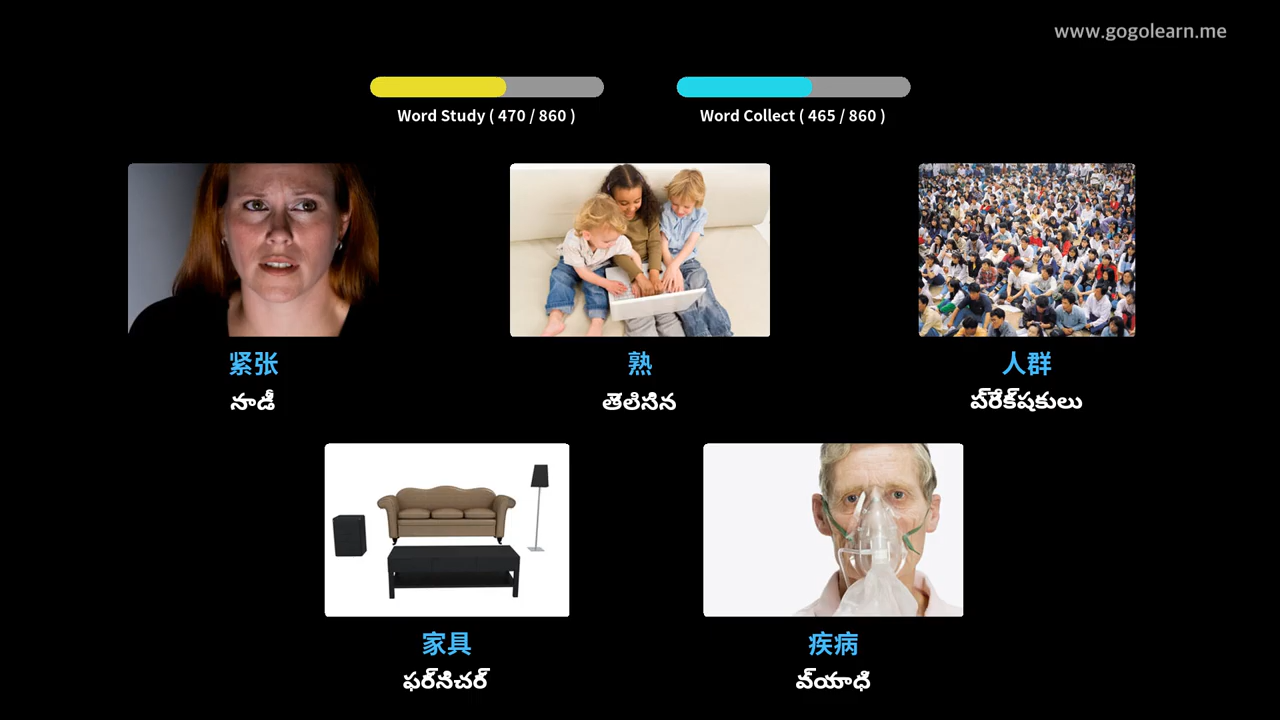 www.gogolearn.me
Word Study ( 470 / 860 )
Word Collect ( 465 / 860 )
紧张
నాడీ
熟
తెలిసిన
人群
ప్‌రేక్‌షకులు
家具
ఫర్‌నిచర్
疾病
వ్‌యాధి